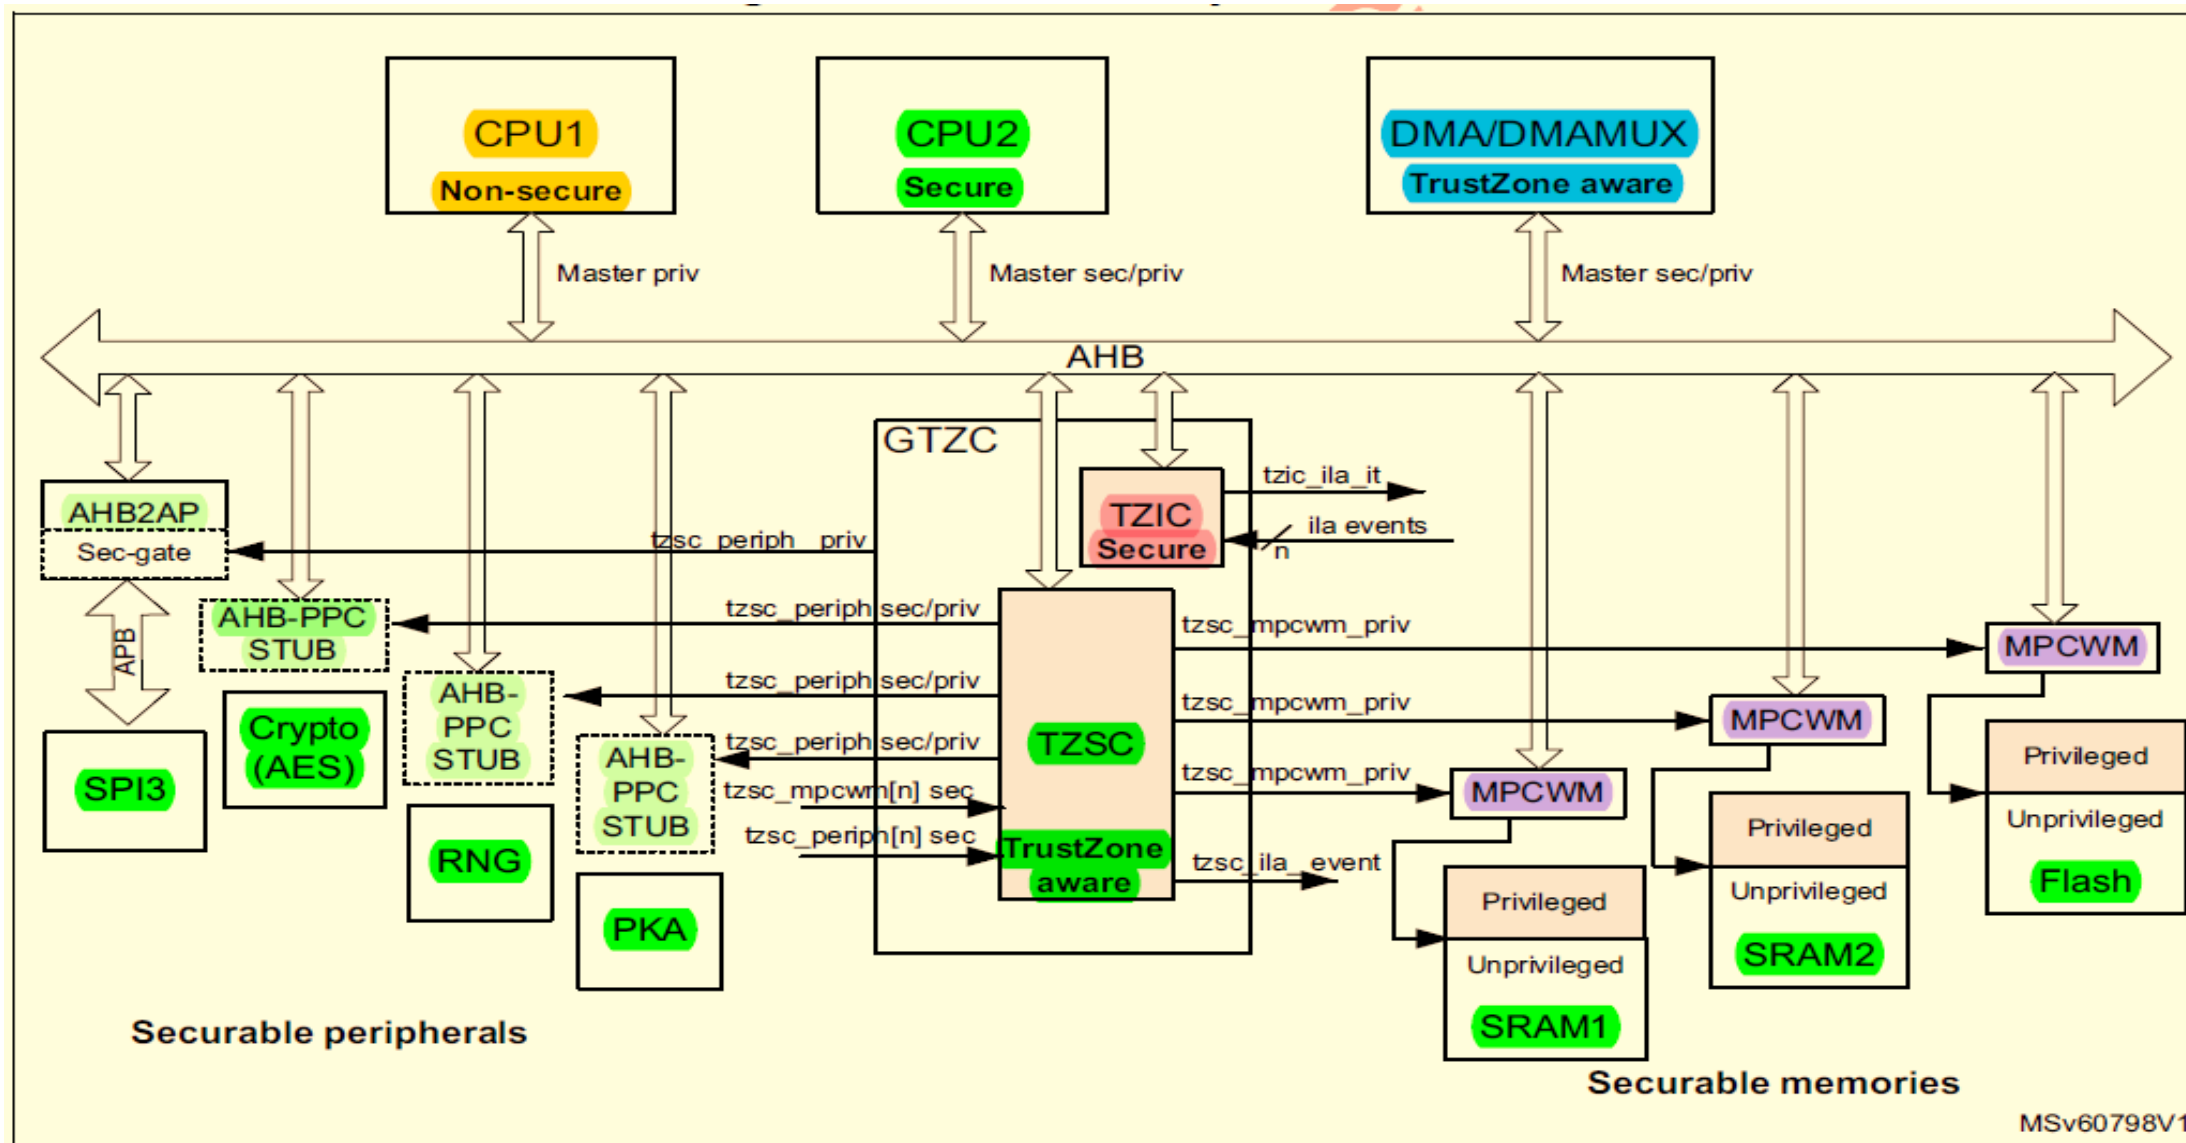 CPU1
Non-secure
CPU2
Secure
DMA/DMAMUX
TrustZone aware
Master priv
Master sec/priv
Master sec/priv
AHB
GTZC
TZIC
Secure
tzic_ila_it
ila events
n
AHB2AP
Sec-gate
tzsc_periph_priv
APB
SPI3
AHB-PPC
STUB
tzsc_periph sec/priv
Crypto
(AES)
AHB-
PPC
STUB
tzsc_periph sec/priv
RNG
AHB-
PPC
STUB
tzsc_periph sec/priv
PKA
tzsc_mpcwm[n] sec
tzsc_periph[n] sec
TZSC
TrustZone
aware
tzsc_mpcwm_priv
tzsc_mpcwm_priv
tzsc_mpcwm_priv
tzsc_ila_event
MPCWM
Privileged
Unprivileged
SRAM1
MPCWM
Privileged
Unprivileged
SRAM2
MPCWM
Privileged
Unprivileged
Flash
Securable peripherals
Securable memories
MSv60798V1